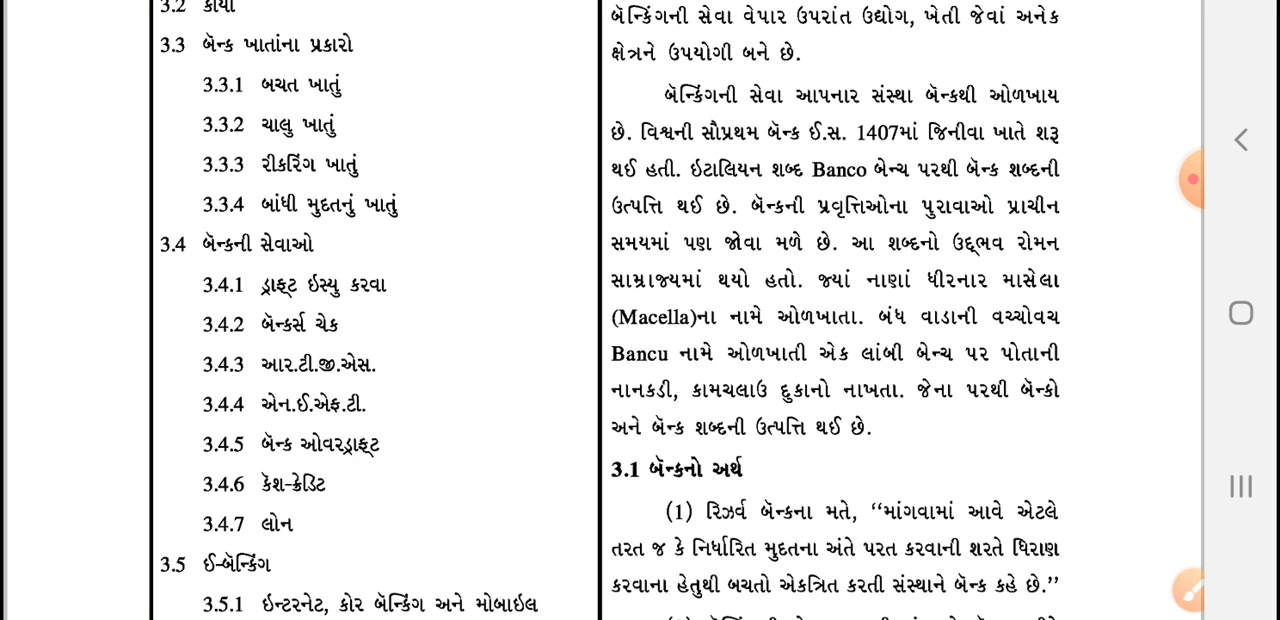 3.2 કાર્યો
3.3 બૅન્ક ખાતાંના પ્રકારો
3.3.1 બચત ખાતું
3.3.2 ચાલુ ખાતું
3.3.3 રીકરિંગ ખાતું
3.3.4 બાંધી મુદતનું ખાતું
3.4 બૅન્કની સેવાઓ
3.4.1 ડ્રાફ્ટ ઇસ્યુ કરવા
3.4.2 બૅન્કર્સ ચેક
3.4.3 આર.ટી.જી.એસ.
3.4.4 એન.ઈ.એફ.ટી.
3.4.5 બૅન્ક ઓવરડ્રાફ્ટ
3.4.6 કૅશ-ક્રેડિટ
3.4.7 લોન
3.5 ઈ-બૅન્કિંગ
3.5.1 ઇન્ટરનેટ, કોર બૅન્કિંગ અને મોબાઇલ
બૅન્કિંગની સેવા વેપાર ઉપરાંત ઉદ્યોગ, ખેતી જેવાં અનેક
ક્ષેત્રને ઉપયોગી બને છે.
બૅન્કિંગની સેવા આપનાર સંસ્થા બૅન્કથી ઓળખાય
છે. વિશ્વની સૌપ્રથમ બૅન્ક ઈ.સ. 1407માં જિનીવા ખાતે શરૂ
થઈ હતી. ઇટાલિયન શબ્દ Banco બેન્ચ પરથી બૅન્ક શબ્દની
ઉત્પત્તિ થઈ છે. બૅન્કની પ્રવૃત્તિઓના પુરાવાઓ પ્રાચીન
સમયમાં પણ જોવા મળે છે. આ શબ્દનો ઉદ્ભવ રોમન
સામ્રાજ્યમાં થયો હતો. જ્યાં નાણાં ધીરનાર માસેલા
(Macella)ના નામે ઓળખાતા. બંધ વાડાની વચ્ચોવચ
Bancu નામે ઓળખાતી એક લાંબી બેન્ચ પર પોતાની
નાનકડી, કામચલાઉ દુકાનો નાખતા. જેના પરથી બૅન્કો
અને બૅન્ક શબ્દની ઉત્પત્તિ થઈ છે.
3.1 બૅન્કનો અર્થ
(1) રિઝર્વ બૅન્કના મતે, “માંગવામાં આવે એટલે
તરત જ કે નિર્ધારિત મુદતના અંતે પરત કરવાની શરતે ધિરાણ
કરવાના હેતુથી બચતો એકત્રિત કરતી સંસ્થાને બૅન્ક કહે છે.”